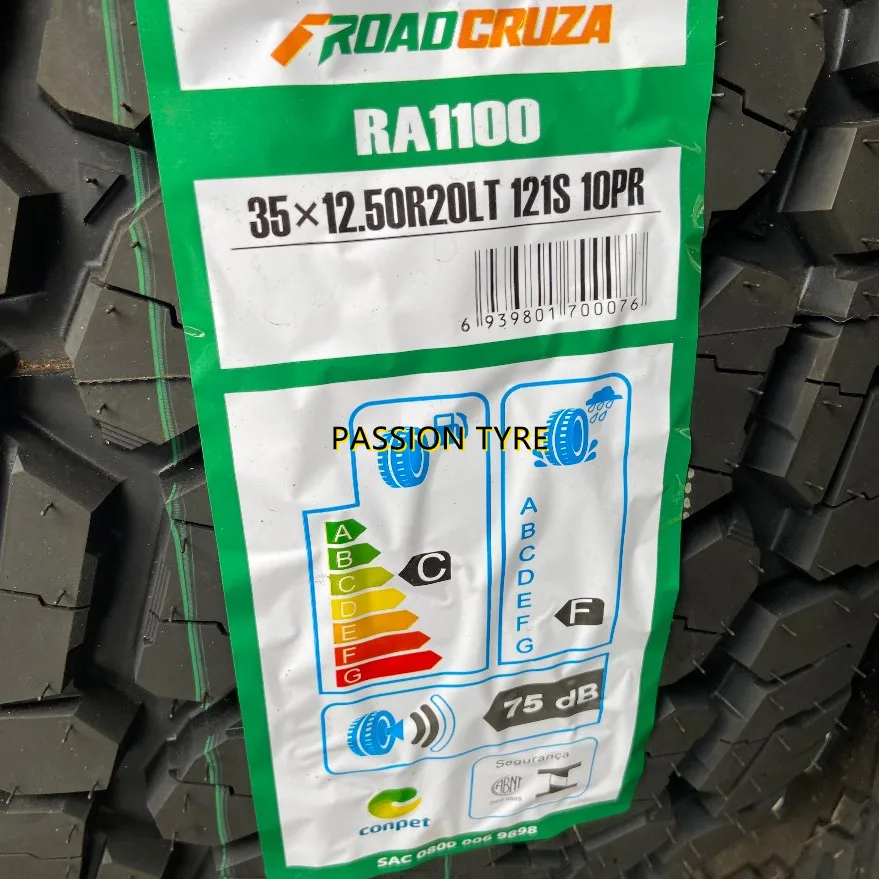 ROADCRUZA
RA1100
35×12.50R20LT 121S 10PR
6 939801 700076
PASSION TYRE
A
B
C
D
E
F
G
C
A
B
C
D
E
F
G
F
75 dB
Segurança
ABNT
conpet
SAC 0800 006 9898